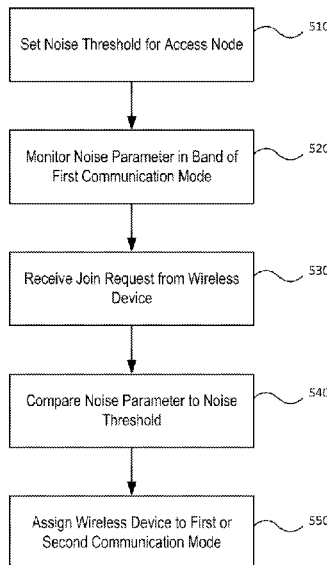 Set Noise Threshold for Access Node
510
Monitor Noise Parameter in Band of
First Communication Mode
520
Receive Join Request from Wireless
Device
530
Compare Noise Parameter to Noise
Threshold
540
Assign Wireless Device to First or
Second Communication Mode
550